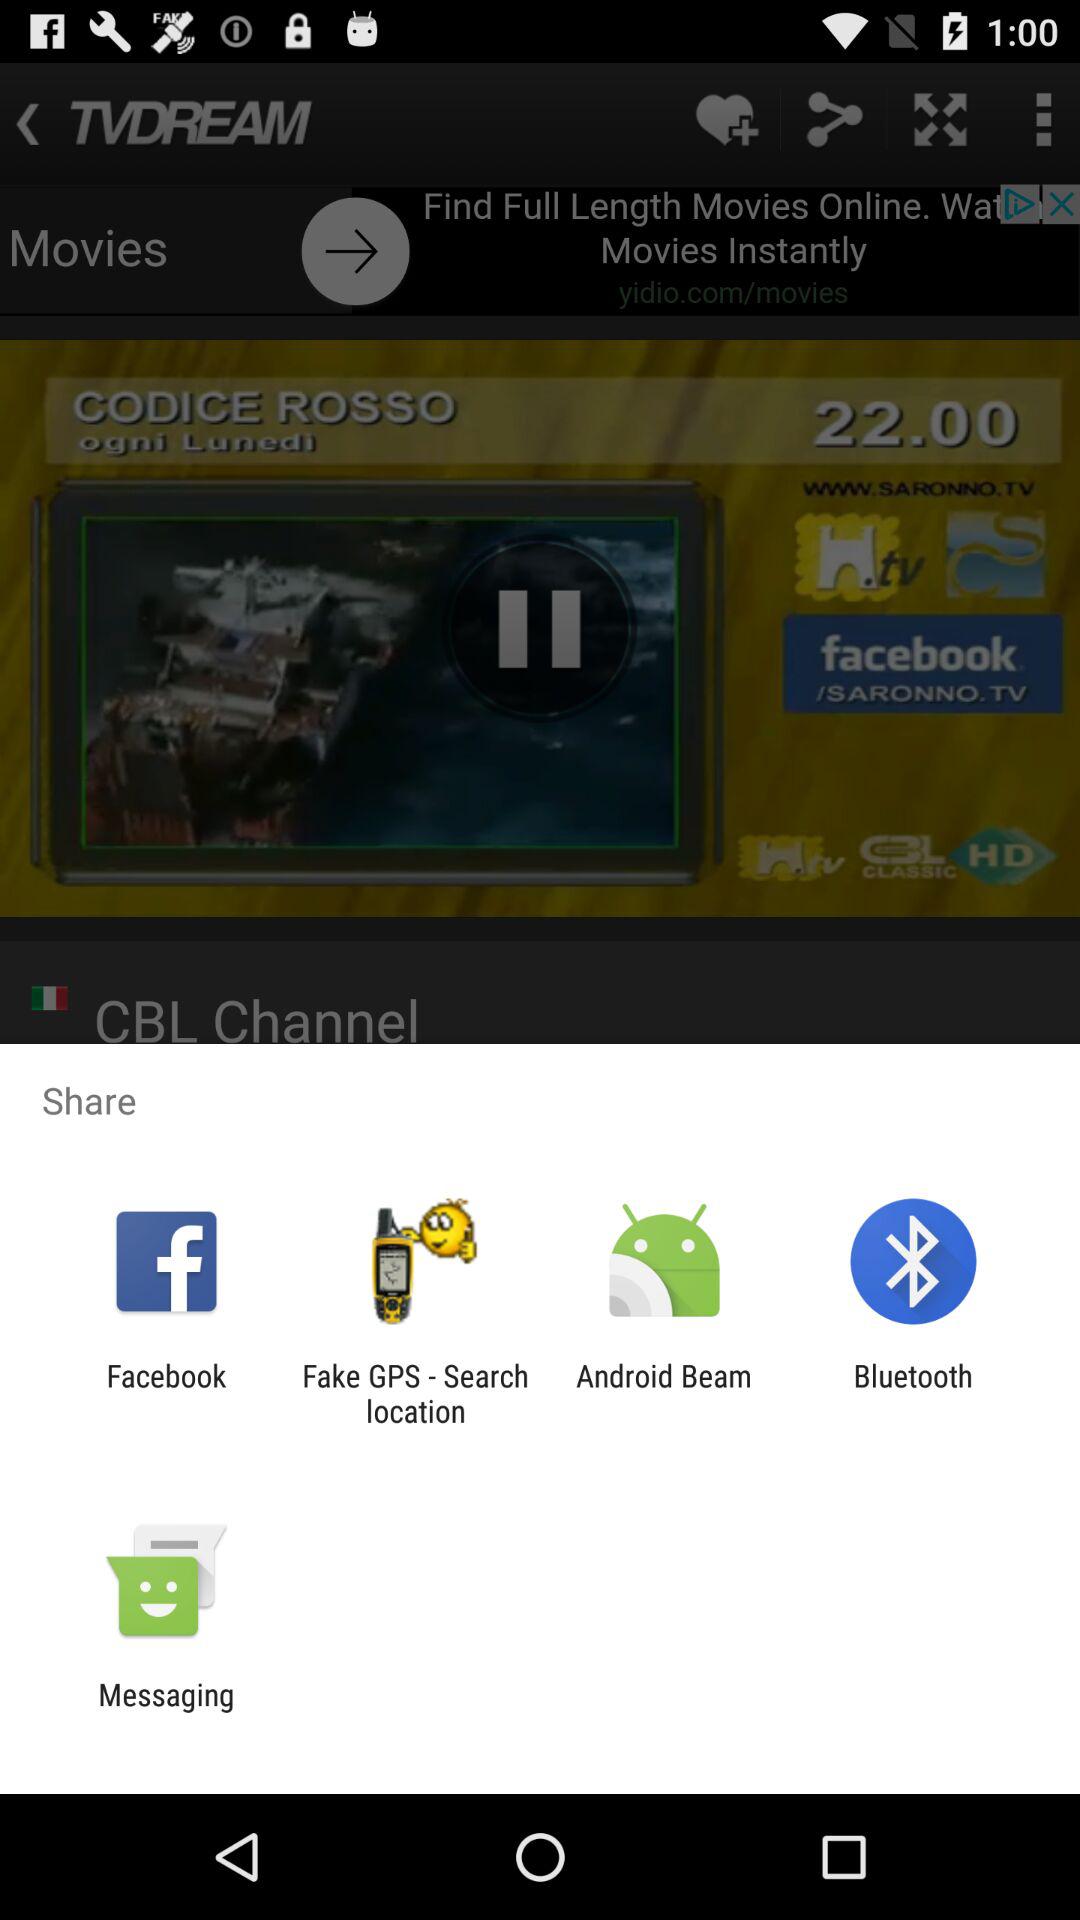 FAKE
1:00
TVDREAM
Movies
Find Full Length Movies Online.
Movies Instantly
yidio.com/movies
CODICE ROSSO
ogni Lunedì
22.00
WWW.SARONNO.TV
H.tv
facebook
/SARONNO.TV
H.tv CBL CLASSIC HD
CBL Channel
Share
Facebook
Fake GPS - Search
location
Android Beam
Bluetooth
Messaging